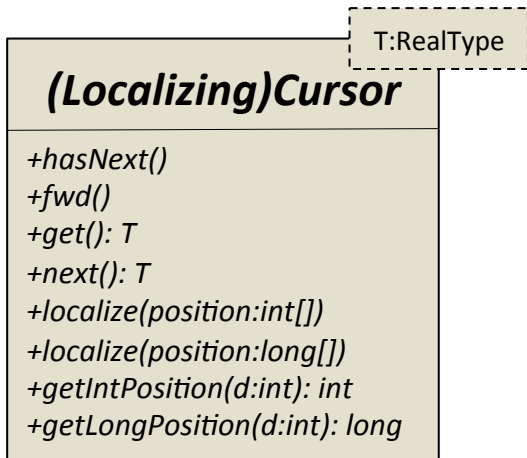 T:RealType
(Localizing)Cursor
+hasNext()
+fwd()
+get(): T
+next(): T
+localize(position:int[])
+localize(position:long[])
+getIntPosition(d:int): int
+getLongPosition(d:int): long